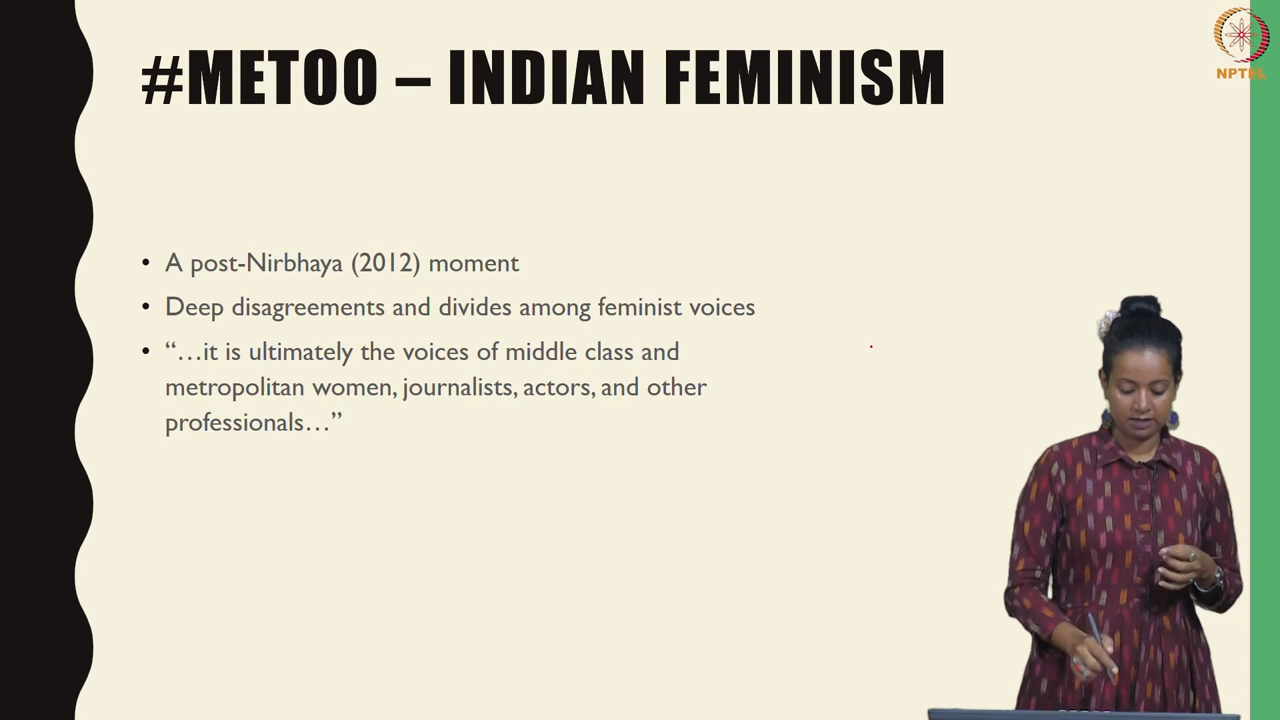 #METOO – INDIAN FEMINISM
NPTEL
• A post-Nirbhaya (2012) moment
• Deep disagreements and divides among feminist voices
• “…it is ultimately the voices of middle class and
metropolitan women, journalists, actors, and other
professionals…”